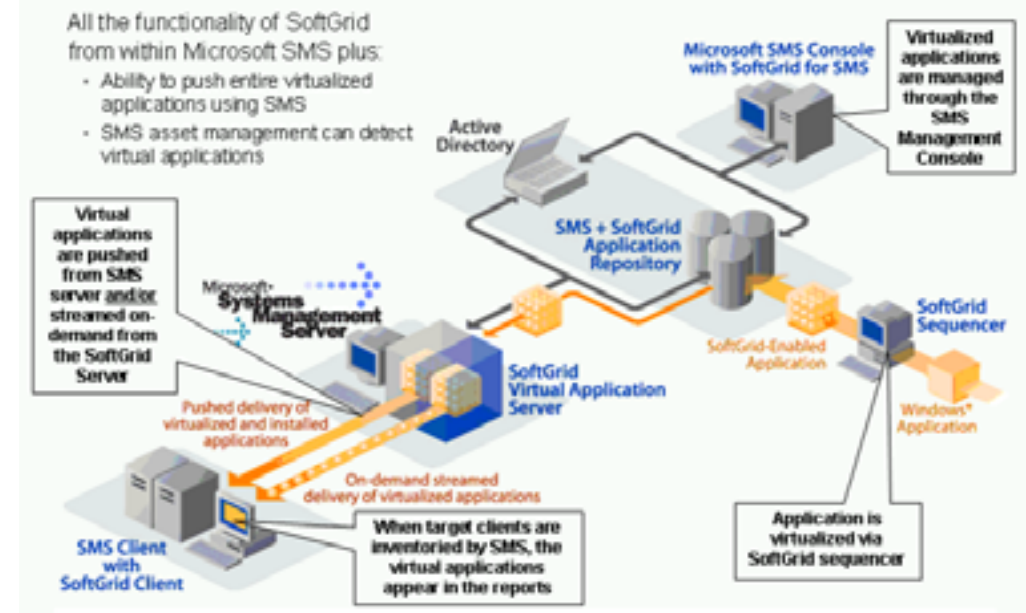 All the functionality of SoftGrid
from within Microsoft SMS plus:
- Ability to push entire virtualized
applications using SMS
- SMS asset management can detect
virtual applications
Microsoft SMS Console
with SoftGrid for SMS
Virtualized
applications
are managed
through the
SMS
Management
Console
Active
Directory
Virtual
applications
are pushed
from SMS
server and/or
streamed on-
demand from
the SoftGrid
Server
SMS + SoftGrid
Application
Repository
Microsoft®
Systems
Management
Server
SoftGrid
Sequencer
SoftGrid-Enabled
Application
SoftGrid
Virtual Application
Server
Windows®
Application
Pushed delivery of
virtualized and installed
applications
On-demand streamed
delivery of virtualized applications
SMS Client
with
SoftGrid Client
When target clients are
inventoried by SMS, the
virtual applications
appear in the reports
Application is
virtualized via
SoftGrid sequencer